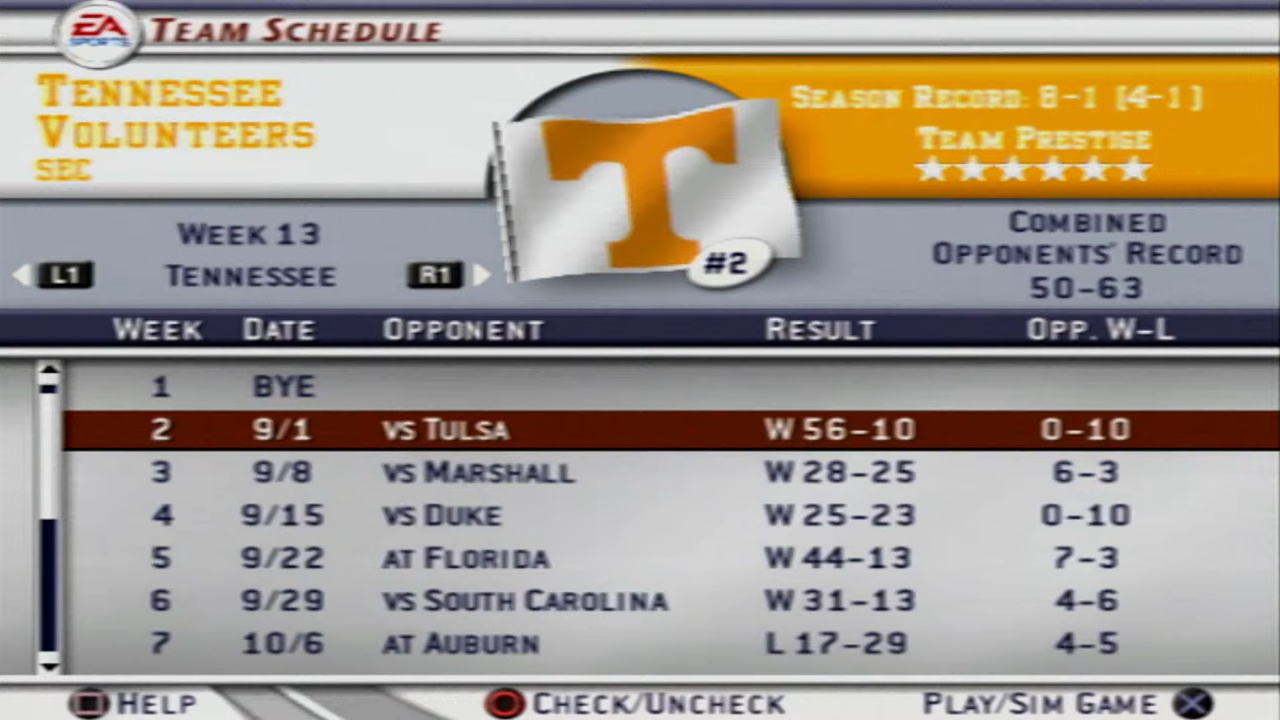 EA SPORTS TEAM SCHEDULE
TENNESSEE
VOLUNTEERS
SEC
SEASON RECORD: 8-1 (4-1)
TEAM PRESTIGE
T
#2
WEEK 13
L1 TENNESSEE R1
COMBINED
OPPONENTS' RECORD
50-63
WEEK DATE OPPONENT RESULT OPP. W-L
1 BYE
2 9/1 VS TULSA W 56-10 0-10
3 9/8 VS MARSHALL W 28-25 6-3
4 9/15 VS DUKE W 25-23 0-10
5 9/22 AT FLORIDA W 44-13 7-3
6 9/29 VS SOUTH CAROLINA W 31-13 4-6
7 10/6 AT AUBURN L 17-29 4-5
HELP CHECK/UNCHECK PLAY/SIM GAME